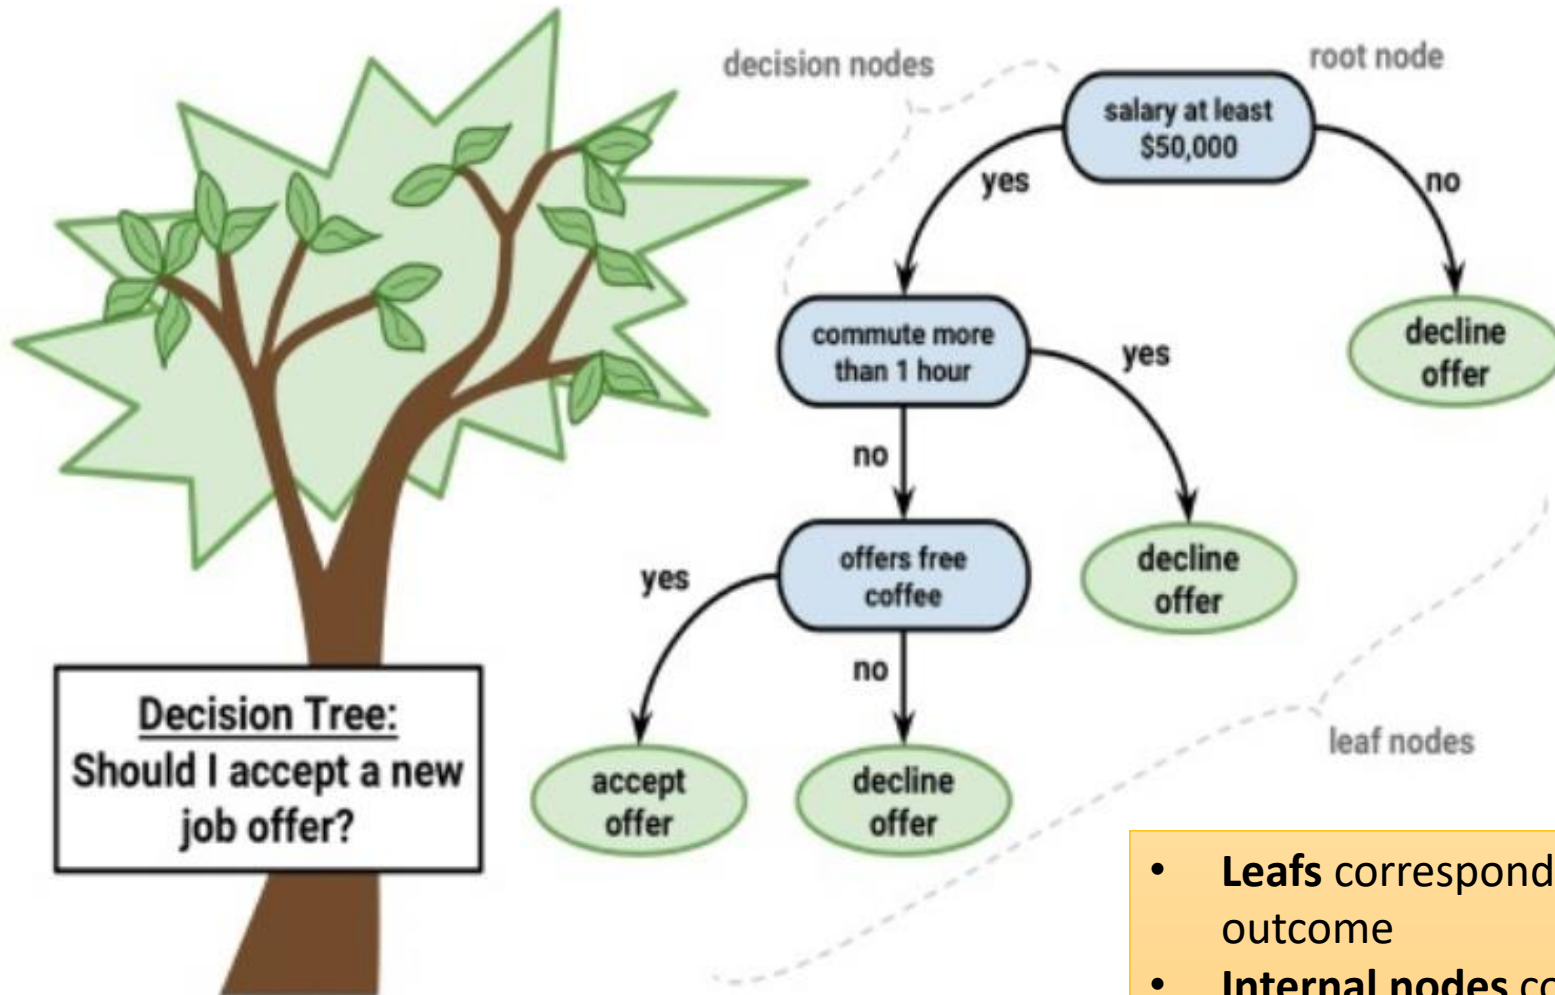 decision nodes
root node
salary at least
$50,000
yes
no
commute more
than 1 hour
yes
decline
offer
no
offers free
coffee
decline
offer
yes
no
accept
offer
decline
offer
leaf nodes
Decision Tree:
Should I accept a new
job offer?
• Leafs correspond
outcome
• Internal nodes